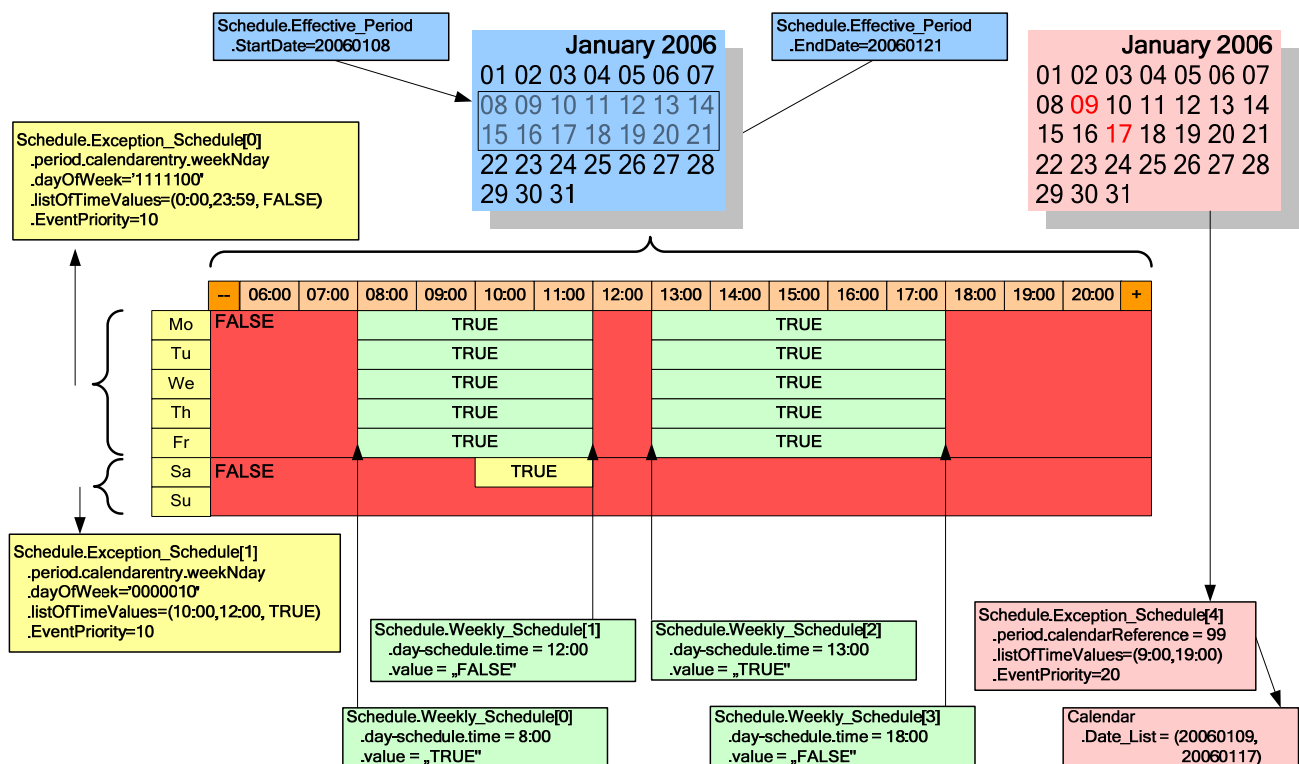 Schedule.Effective_Period
.StartDate=20060108
January 2006
01 02 03 04 05 06 07
08 09 10 11 12 13 14
15 16 17 18 19 20 21
22 23 24 25 26 27 28
29 30 31
Schedule.Effective_Period
.EndDate=20060121
January 2006
01 02 03 04 05 06 07
08 09 10 11 12 13 14
15 16 17 18 19 20 21
22 23 24 25 26 27 28
29 30 31
Schedule.Exception_Schedule[0]
.period.calendarentry.weekNday
.dayOfWeek='1111100'
.listOfTimeValues=(0:00,23:59, FALSE)
.EventPriority=10
-- 06:00 07:00 08:00 09:00 10:00 11:00 12:00 13:00 14:00 15:00 16:00 17:00 18:00 19:00 20:00 +
Mo FALSE TRUE TRUE
Tu TRUE TRUE
We TRUE TRUE
Th TRUE TRUE
Fr TRUE TRUE
Sa FALSE TRUE
Su
Schedule.Exception_Schedule[1]
.period.calendarentry.weekNday
.dayOfWeek='0000010'
.listOfTimeValues=(10:00,12:00, TRUE)
.EventPriority=10
Schedule.Weekly_Schedule[1]
.day-schedule.time = 12:00
.value = „FALSE"
Schedule.Weekly_Schedule[2]
.day-schedule.time = 13:00
.value = „TRUE"
Schedule.Exception_Schedule[4]
.period.calendarReference = 99
.listOfTimeValues=(9:00,19:00)
.EventPriority=20
Schedule.Weekly_Schedule[0]
.day-schedule.time = 8:00
.value = „TRUE"
Schedule.Weekly_Schedule[3]
.day-schedule.time = 18:00
.value = „FALSE"
Calendar
.Date_List = (20060109,
20060117)